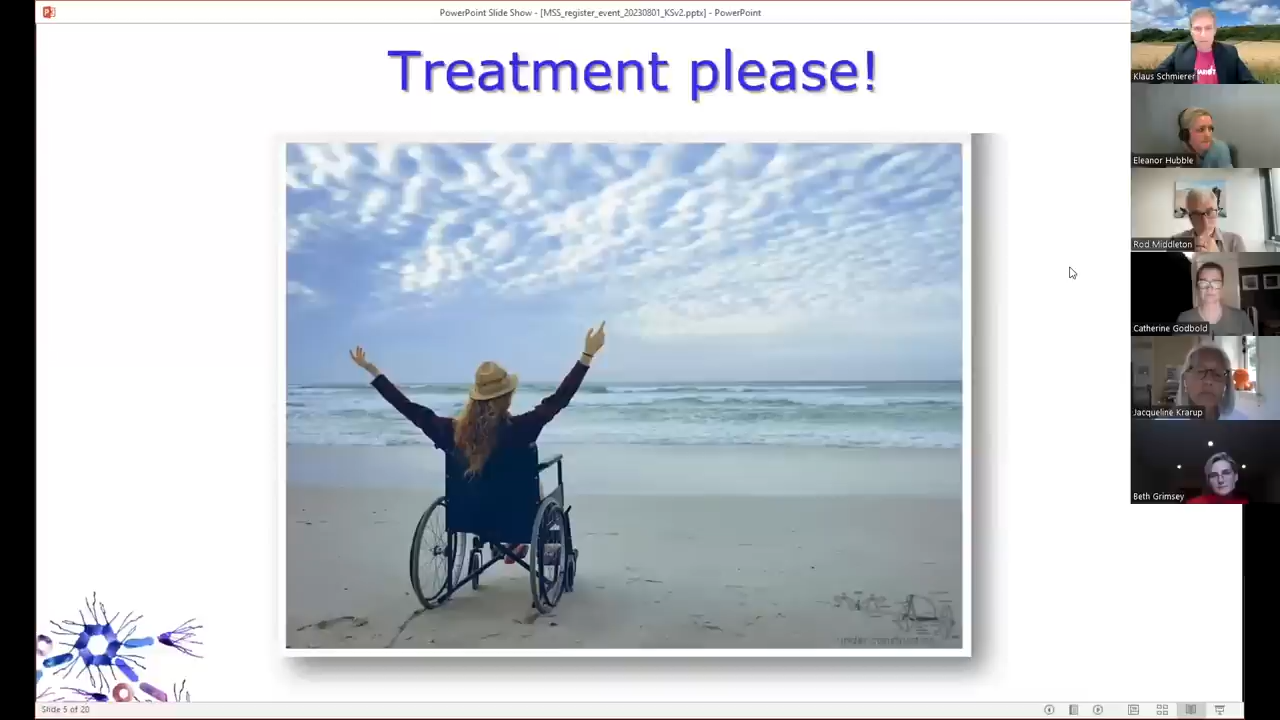 PowerPoint Slide Show - [MSS_register_event_20230801_KSv2.pptx] - PowerPoint
Treatment please!
Klaus Schmierer
Eleanor Hubble
Rod Middleton
Catherine Godbold
Jacqueline Krarup
Beth Grimsey
Slide 5 of 20